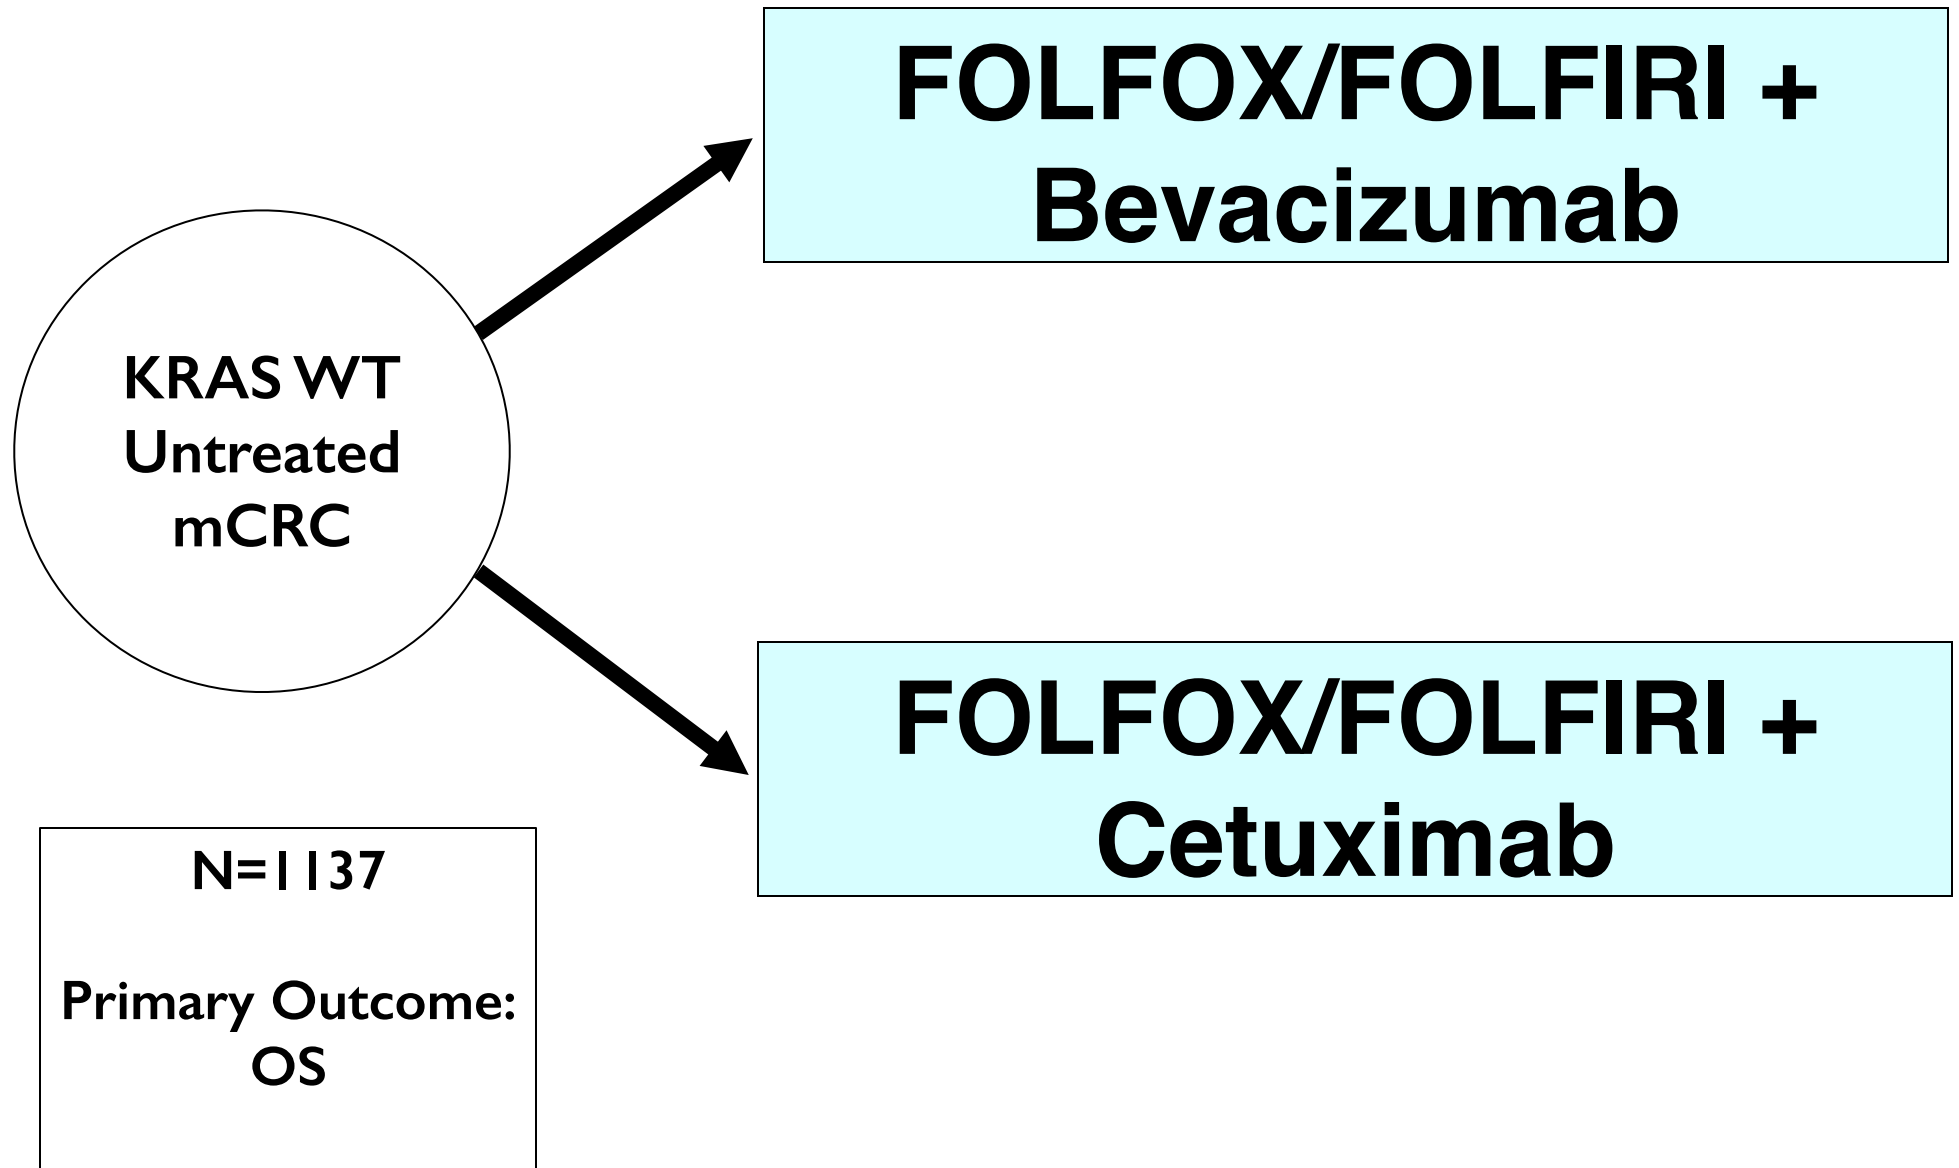 FOLFOX/FOLFIRI +
Bevacizumab
KRAS WT
Untreated
mCRC
FOLFOX/FOLFIRI +
Cetuximab
N=1137
Primary Outcome:
OS